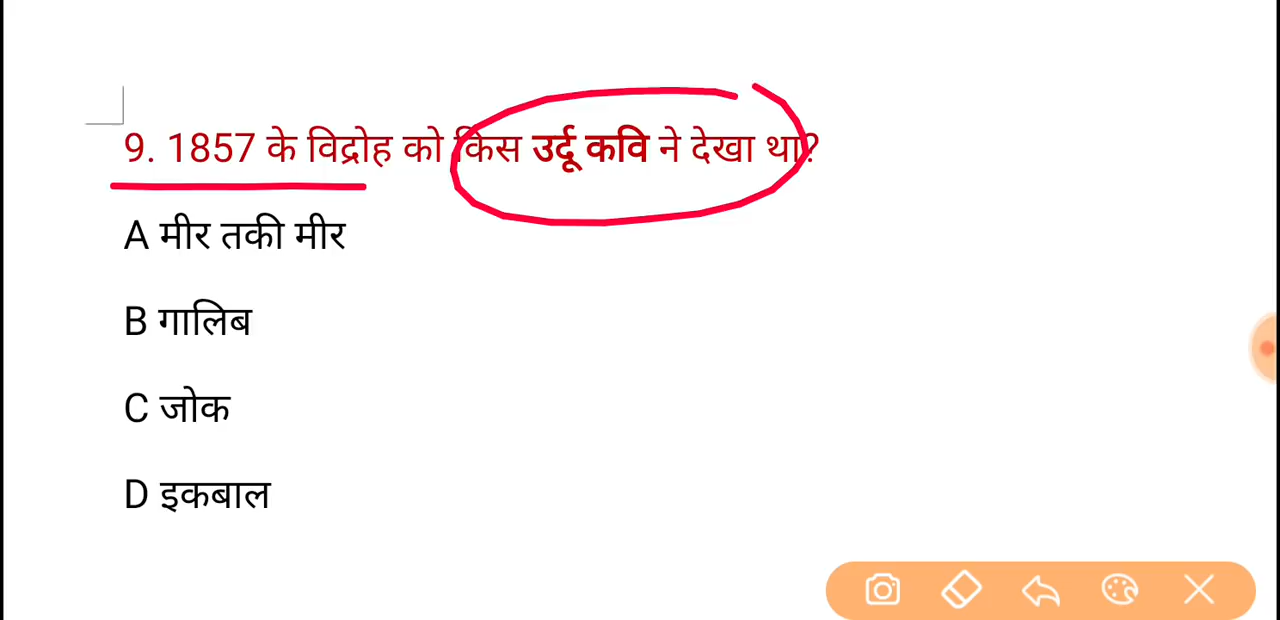 9. 1857 के विद्रोह को किस उर्दू कवि ने देखा था?
A मीर तकी मीर
B गालिब
C जोक
D इकबाल